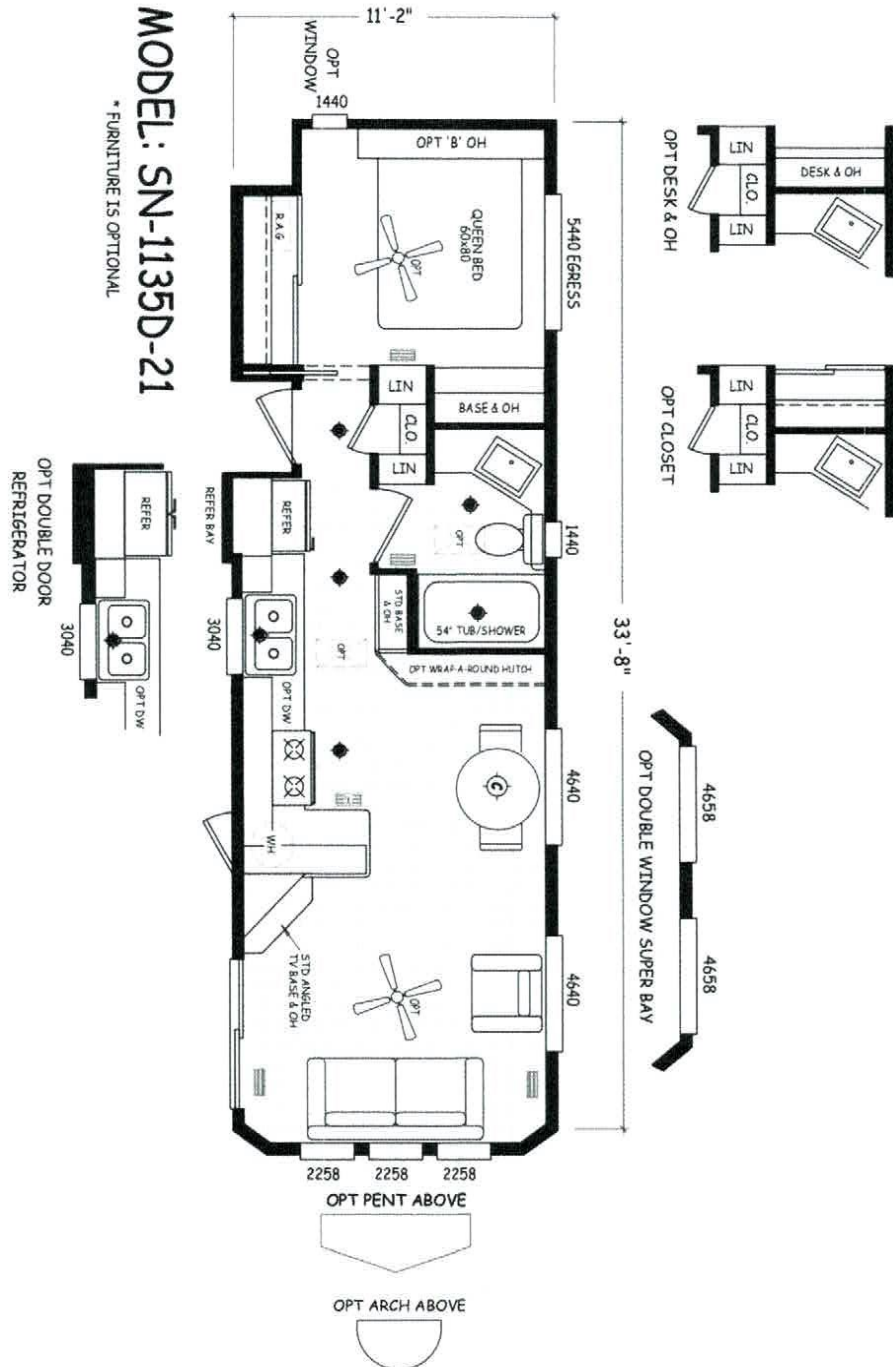 MODEL: SN-1135D-21
* FURNITURE IS OPTIONAL
11'-2"
33'-8"
OPT
WINDOW
1440
OPT 'B' OH
QUEEN BED
60x80
OPT
5440 EGRESS
R.A.G
LIN
CLO.
LIN
BASE & OH
OPT
1440
54" TUB/SHOWER
STD BASE
& OH
OPT WRAP-A-ROUND HUTCH
REFER BAY
REFER
3040
OPT
OPT DW
WH
C
4640
4640
STD ANGLED
TV BASE & OH
OPT
2258
2258
2258
OPT PENT ABOVE
OPT ARCH ABOVE
OPT DESK & OH
LIN
CLO.
LIN
DESK & OH
OPT CLOSET
LIN
CLO.
LIN
OPT DOUBLE WINDOW SUPER BAY
4658
4658
OPT DOUBLE DOOR
REFRIGERATOR
REFER
3040
OPT DW